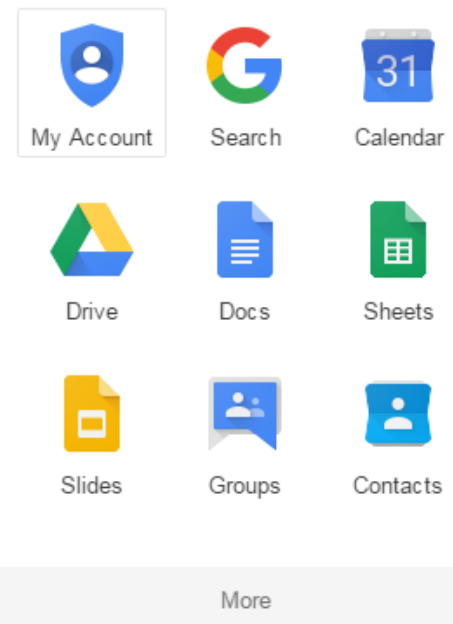 My Account Search Calendar
31
Drive Docs Sheets
Slides Groups Contacts
More